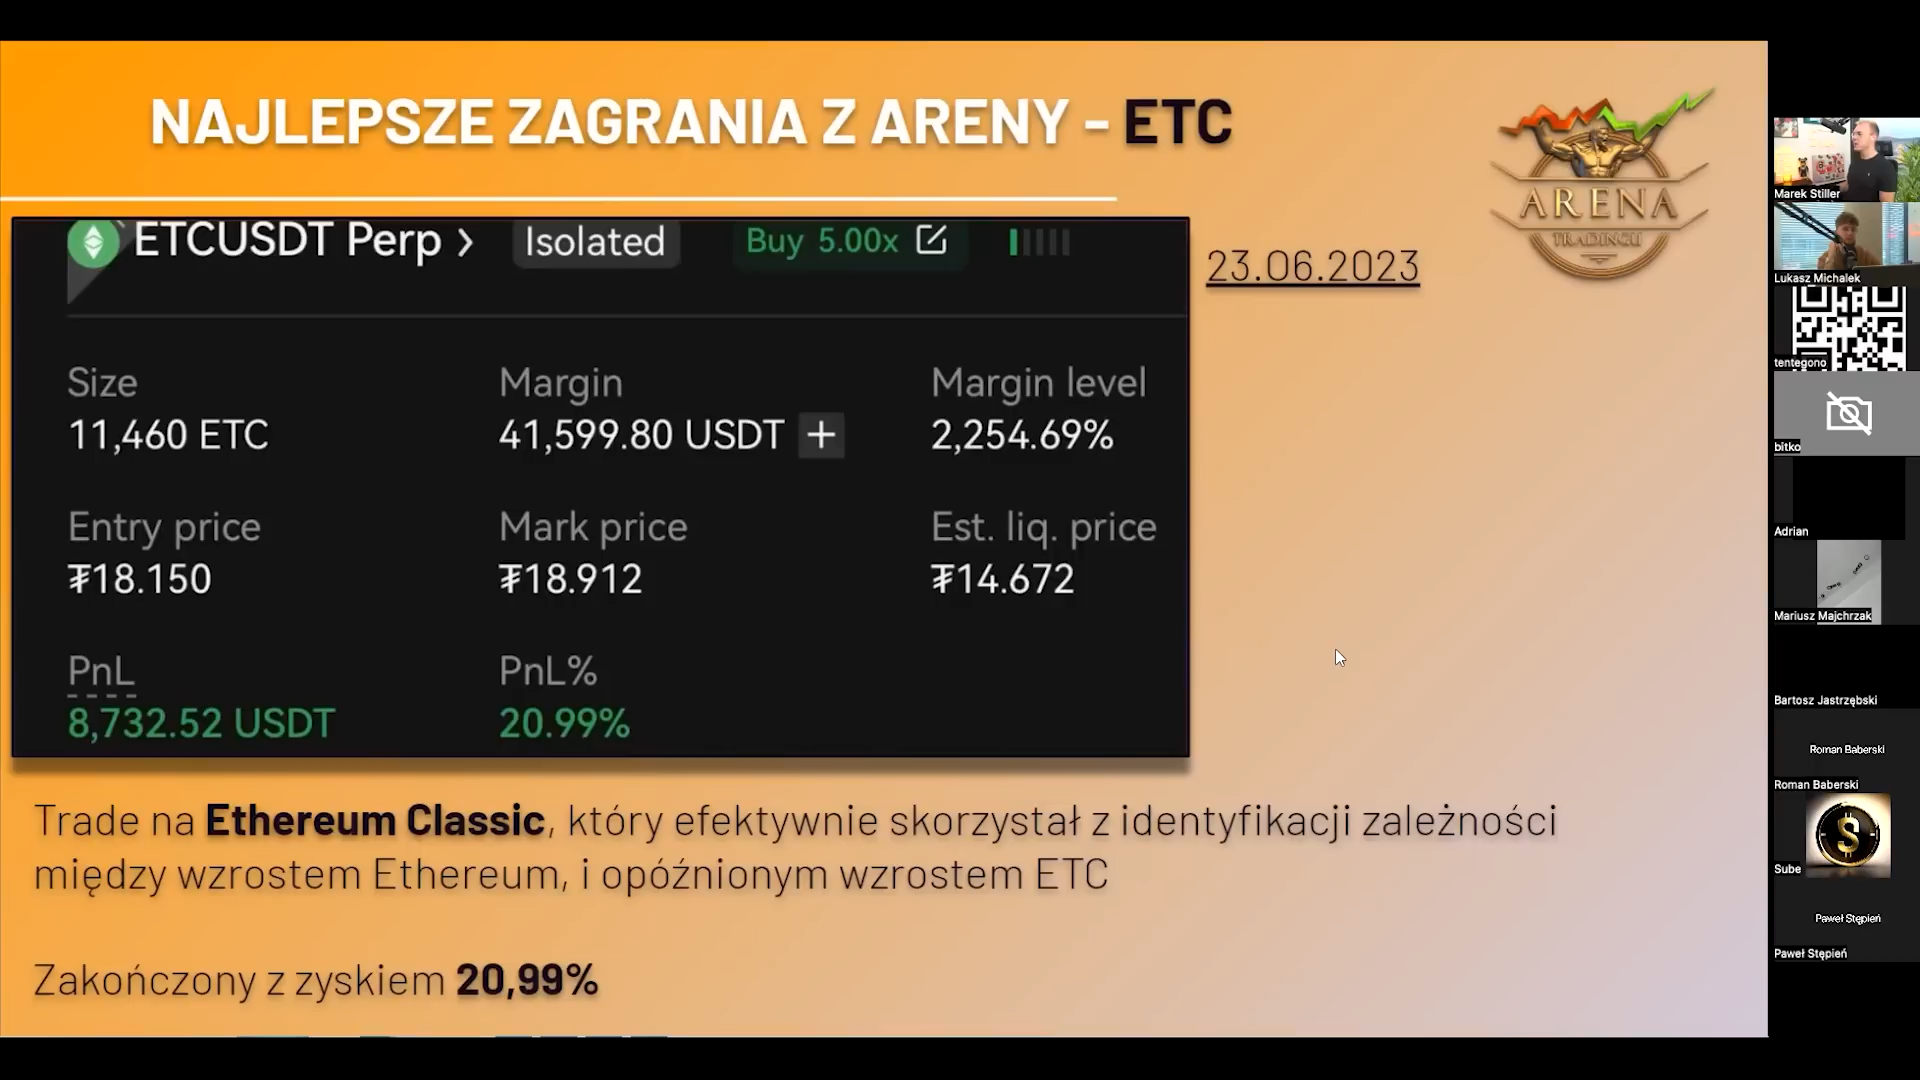 NAJLEPSZE ZAGRANIA Z ARENY - ETC
ARENA
TRADINGU
23.06.2023
ETCUSDT Perp > Isolated Buy 5.00x
Size Margin Margin level
11,460 ETC 41,599.80 USDT + 2,254.69%
Entry price Mark price Est. liq. price
₮18.150 ₮18.912 ₮14.672
PnL PnL%
8,732.52 USDT 20.99%
Trade na Ethereum Classic, który efektywnie skorzystał z identyfikacji zależności
między wzrostem Ethereum, i opóźnionym wzrostem ETC
Zakończony z zyskiem 20,99%
Marek Stiller
Lukasz Michalek
tentegono
bitko
Adrian
Mariusz Majchrzak
Bartosz Jastrzębski
Roman Baberski
Roman Baberski
Sube
Paweł Stępień
Paweł Stępień